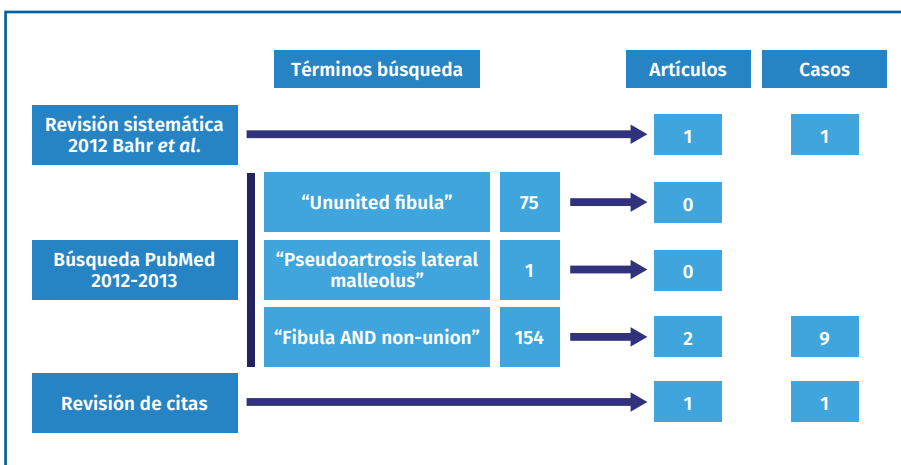 Términos búsqueda
Artículos
Casos
Revisión sistemática
2012 Bahr et al.
1
1
“Ununited fibula”
75
0
Búsqueda PubMed
2012-2013
“Pseudoartrosis lateral
malleolus”
1
0
“Fibula AND non-union”
154
2
9
Revisión de citas
1
1